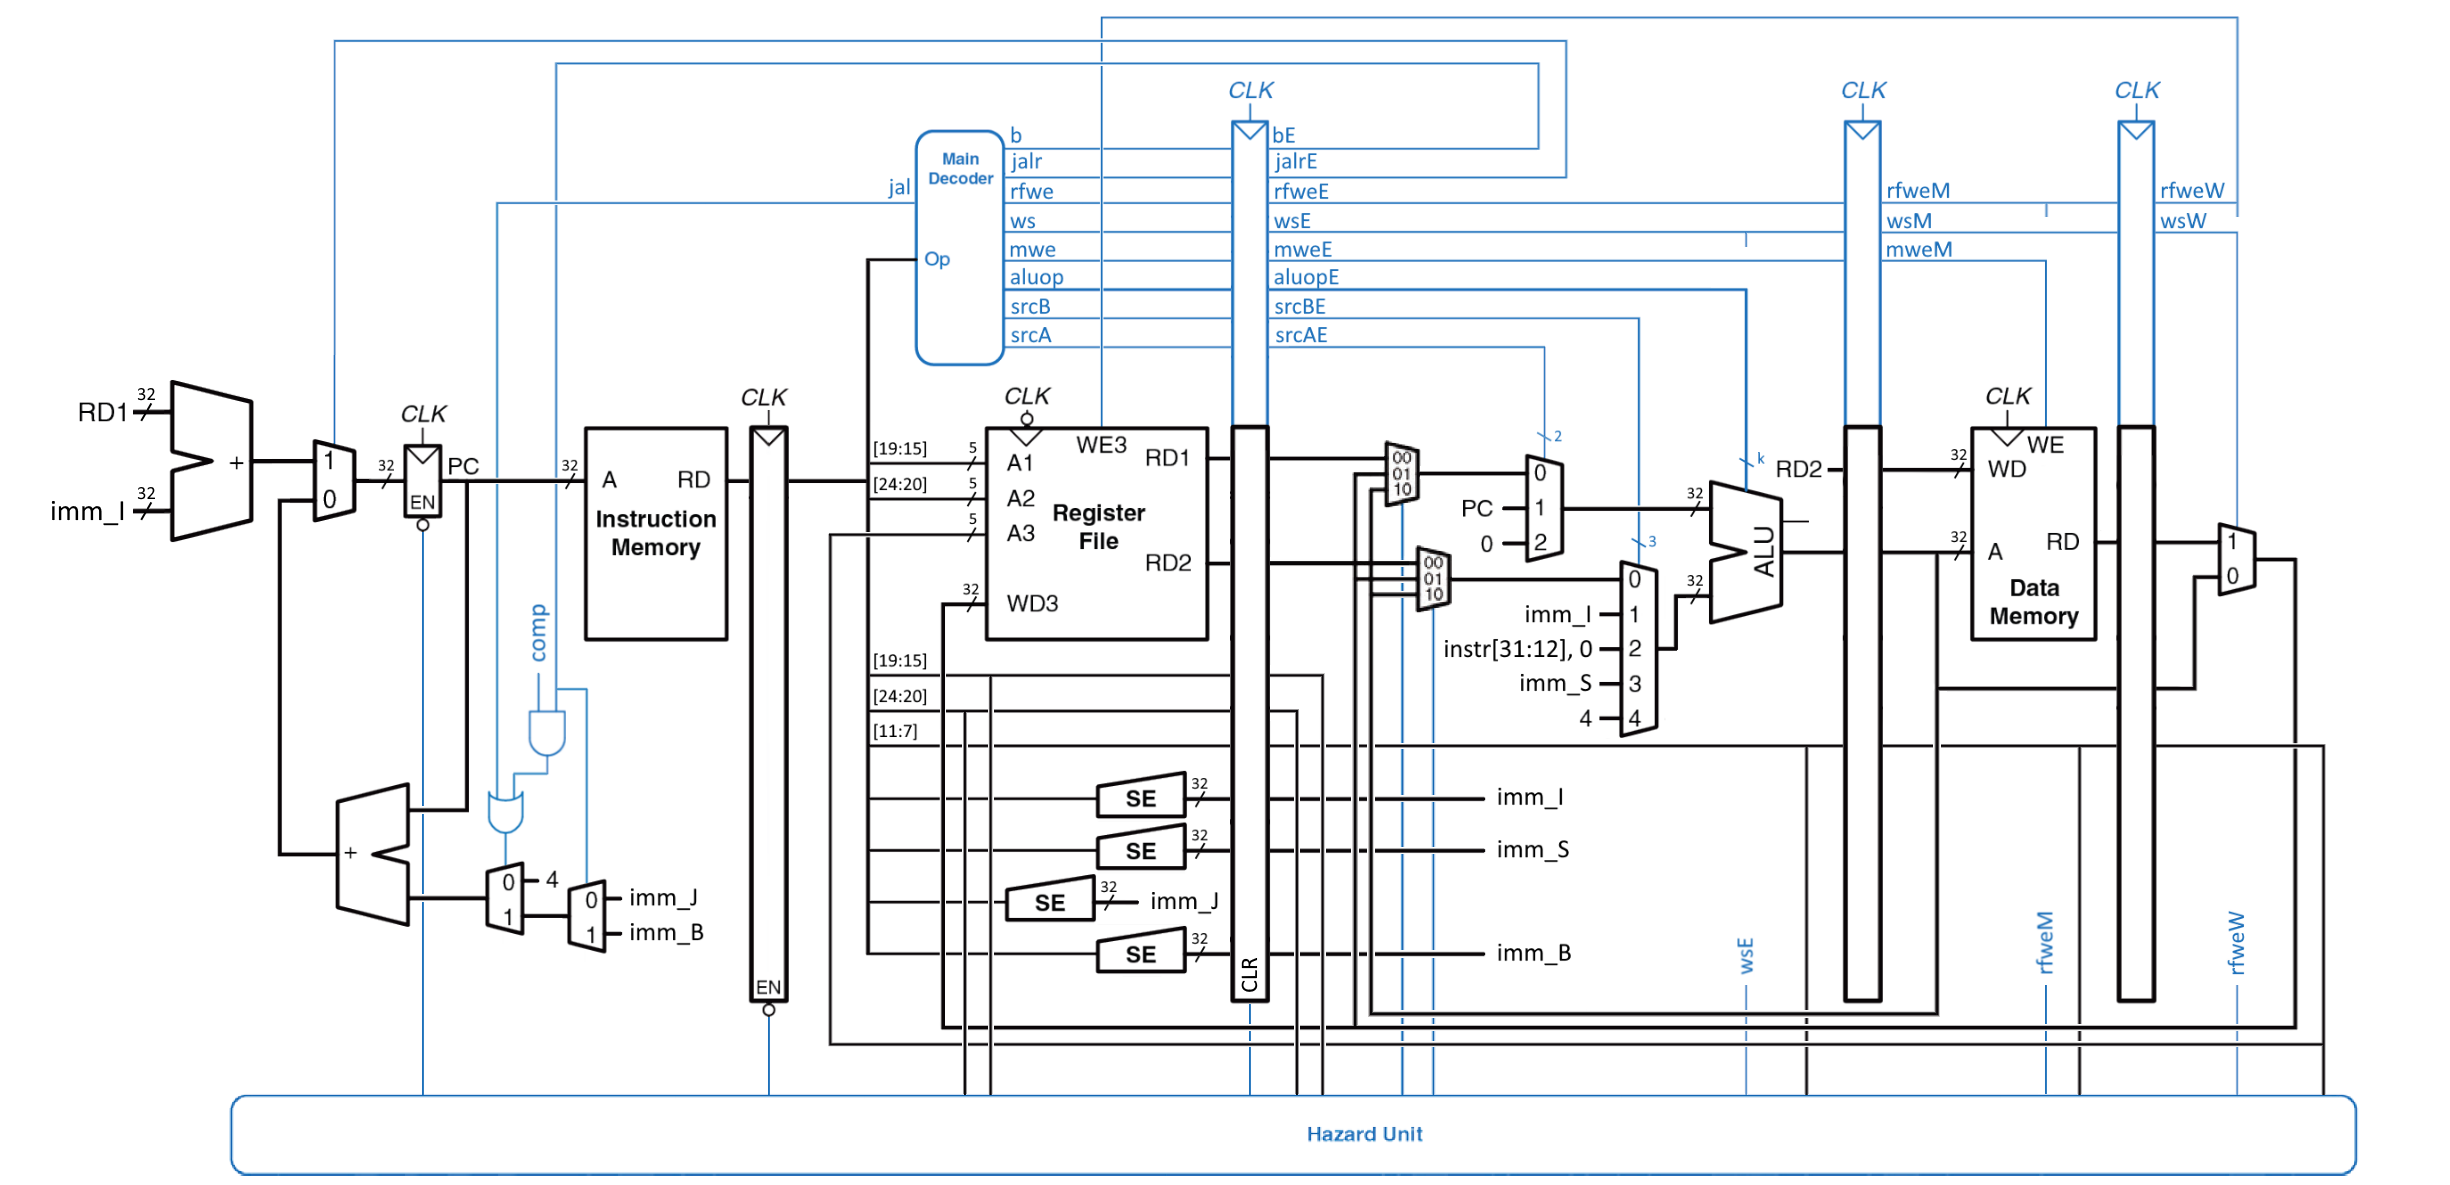 CLK
CLK
CLK
b
bE
Main
Decoder
jalr
jalrE
jal
rfwe
rfweE
rfweM
rfweW
ws
wsE
wsM
wsW
mwe
mweE
mweM
Op
aluop
aluopE
srcB
srcBE
srcA
srcAE
32
RD1
CLK
CLK
CLK
CLK
+
1
0
32
PC
EN
32
imm_I
32
A
RD
Instruction
Memory
[19:15]
5
A1
[24:20]
5
A2
5
A3
32
WD3
WE3
RD1
Register
File
RD2
00
01
10
00
01
10
2
0
PC
1
0
2
3
0
imm_I
1
instr[31:12], 0
2
imm_S
3
4
4
k
32
32
ALU
RD2
32
WD
WE
32
A
RD
Data
Memory
1
0
comp
[19:15]
[24:20]
[11:7]
SE
32
imm_I
SE
32
imm_S
SE
32
imm_J
SE
32
imm_B
+
0
4
1
0
imm_J
1
imm_B
EN
CLR
wsE
rfweM
rfweW
Hazard Unit